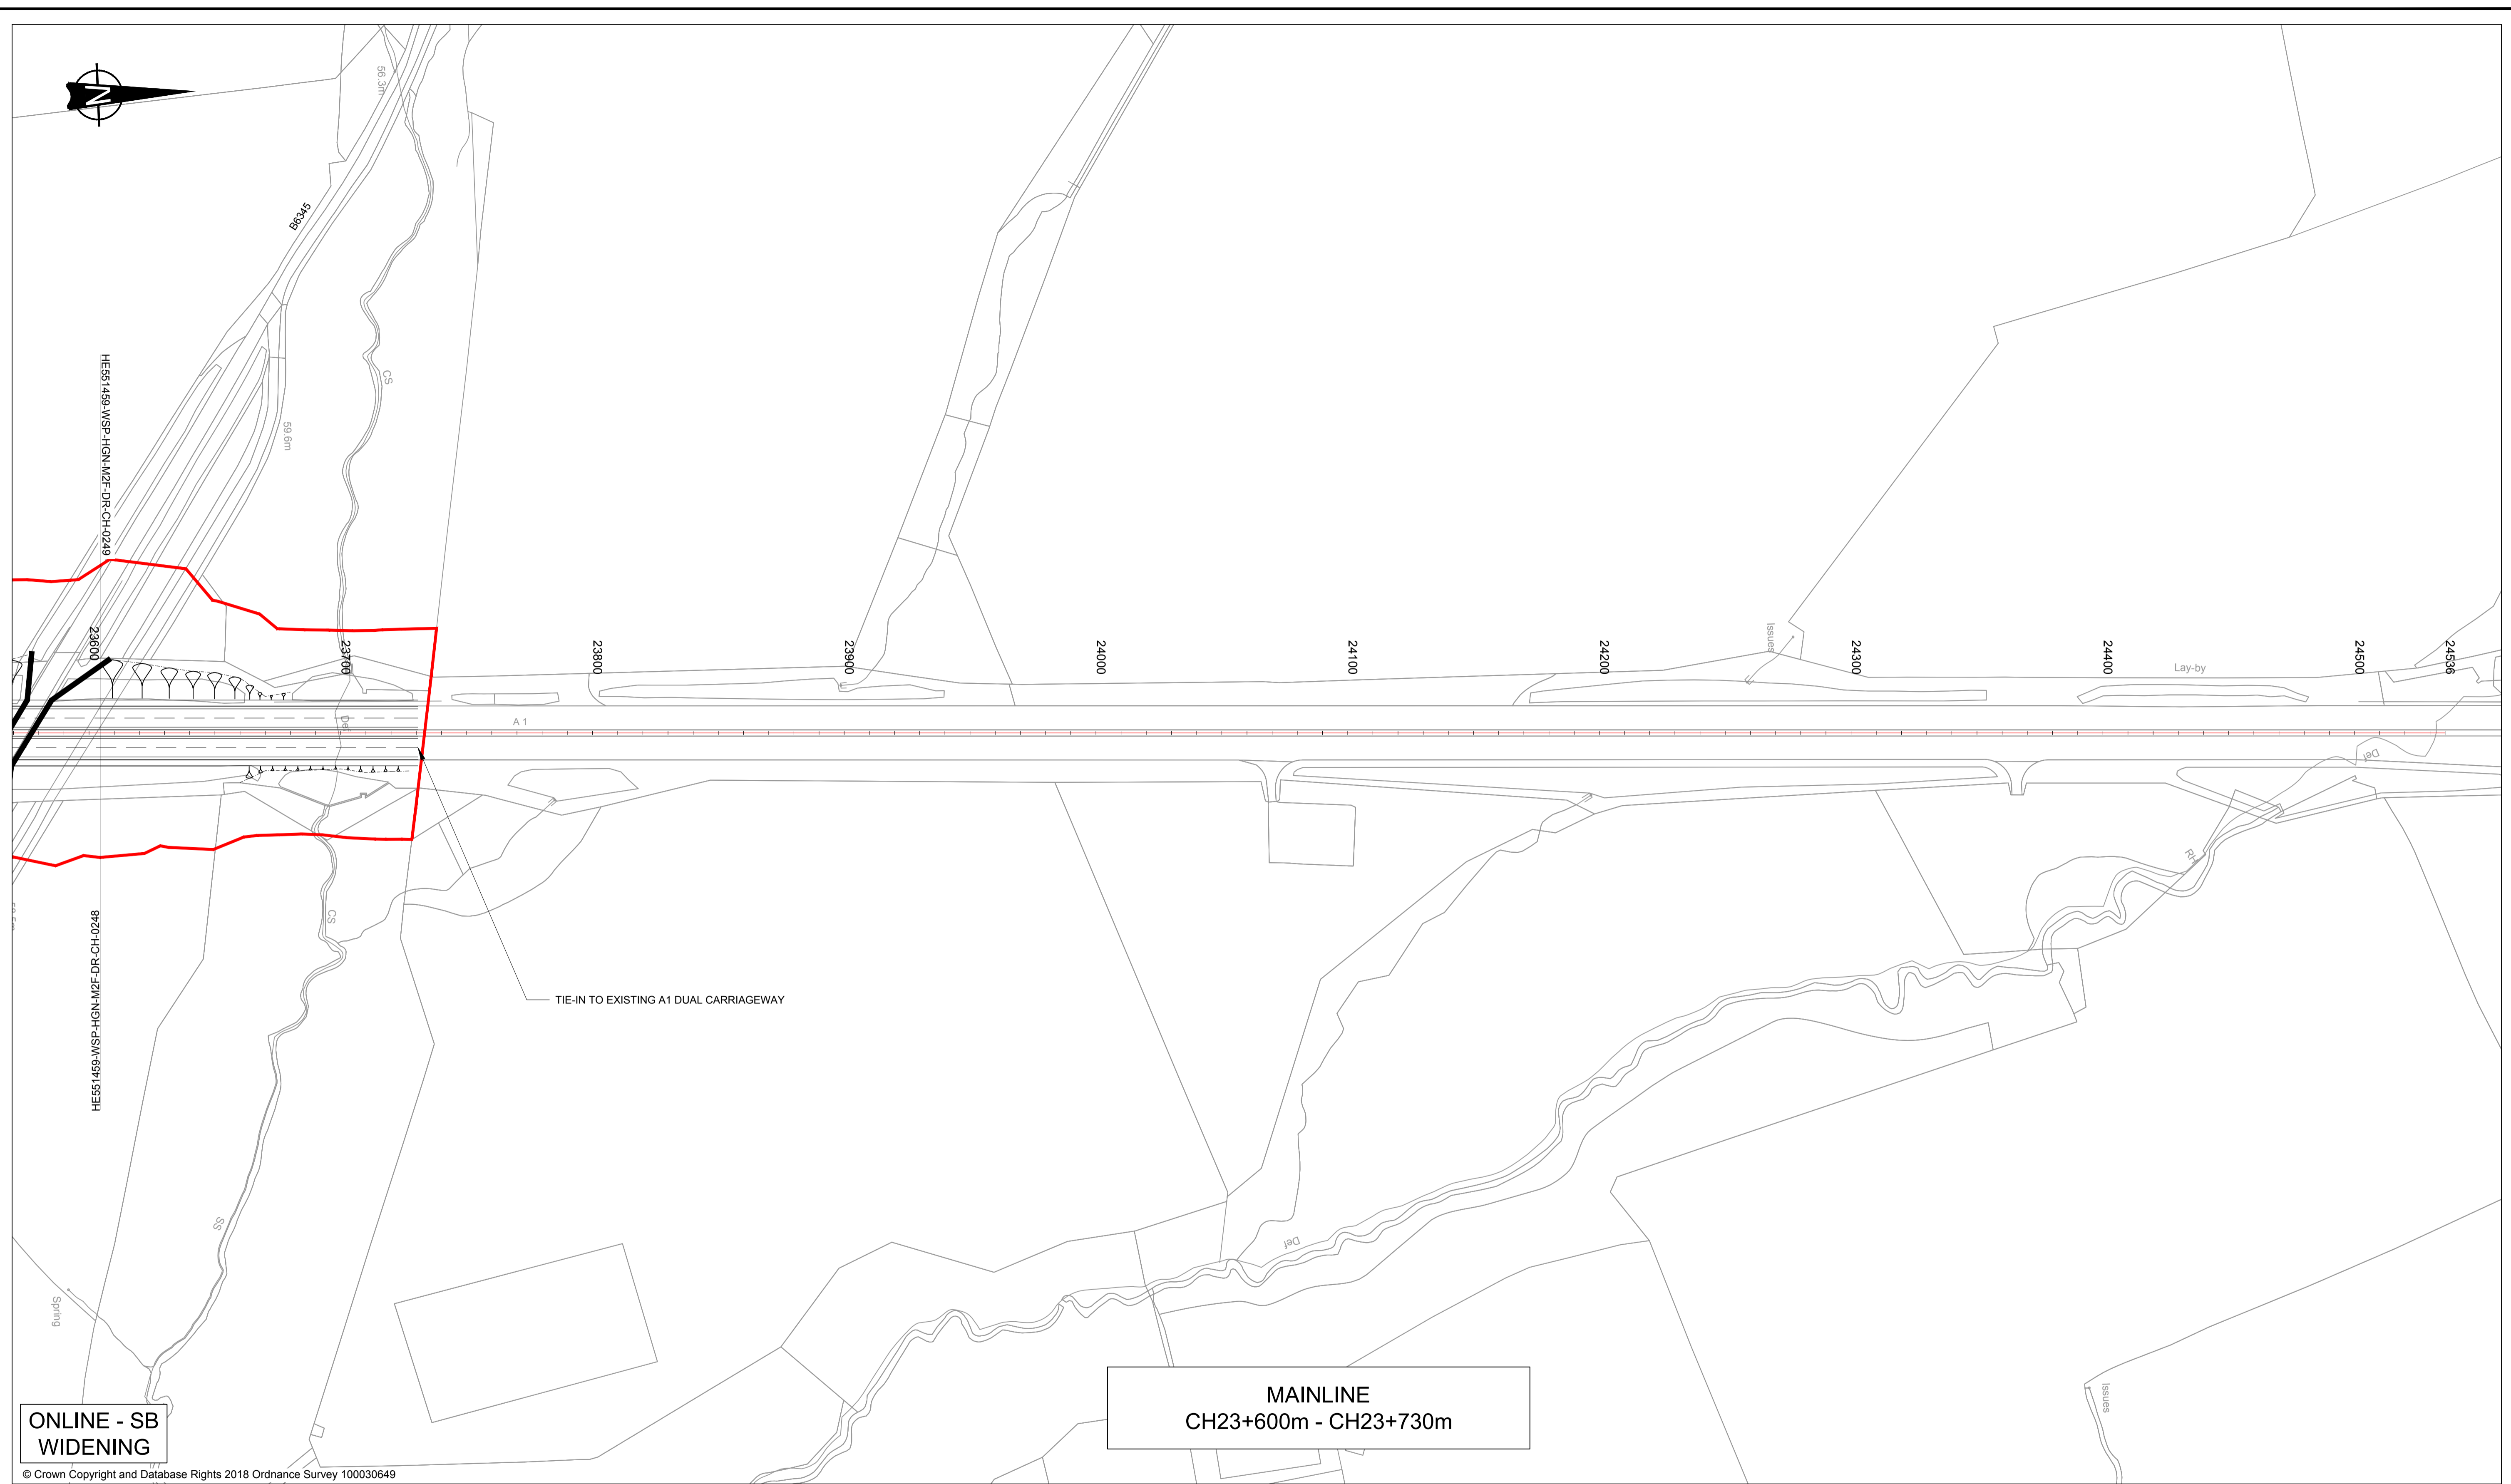 N
56.3m
B6345
HE551459-WSP-HGN-M2F-DR-CH-0249
CS
59.6m
23600
23700
23800
23900
24000
24100
24200
Issues
24300
24400
Lay-by
24500
24536
A 1
Def
Def
RH
CS
HE551459-WSP-HGN-M2F-DR-CH-0248
TIE-IN TO EXISTING A1 DUAL CARRIAGEWAY
SS
Def
Spring
Issues
MAINLINE
CH23+600m - CH23+730m
ONLINE - SB
WIDENING
© Crown Copyright and Database Rights 2018 Ordnance Survey 100030649